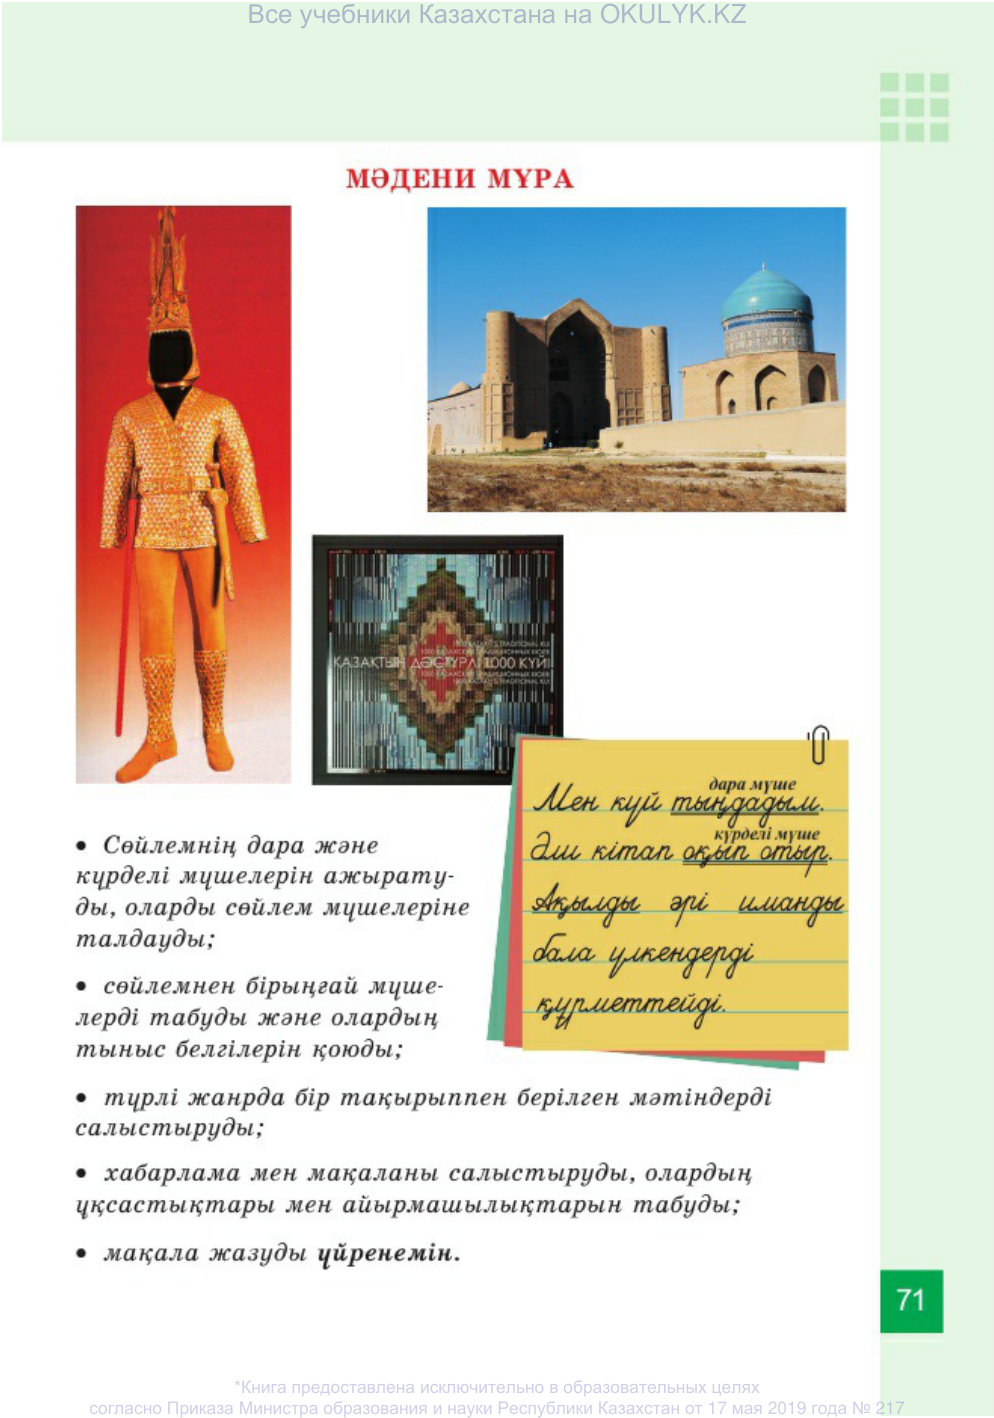 Все учебники Казахстана на OKULYK.KZ
МӘДЕНИ МҰРА
ҚАЗАҚТЫҢ ДӘСТҮРЛІ 1000 КҮЙІ
дара мүше
Мен күй тыңдадым.
күрделі мүше
Әли кітап оқып отыр.
Ақылды әрі иманды
бала үлкендерді
құрметтейді.
• Сөйлемнің дара және
күрделі мүшелерін ажырату-
ды, оларды сөйлем мүшелеріне
талдауды;
• сөйлемнен бірыңғай мүше-
лерді табуды және олардың
тыныс белгілерін қоюды;
• түрлі жанрда бір тақырыппен берілген мәтіндерді
салыстыруды;
• хабарлама мен мақаланы салыстыруды, олардың
ұқсастықтары мен айырмашылықтарын табуды;
• мақала жазуды үйренемін.
71
*Книга предоставлена исключительно в образовательных целях
согласно Приказа Министра образования и науки Республики Казахстан от 17 мая 2019 года № 217